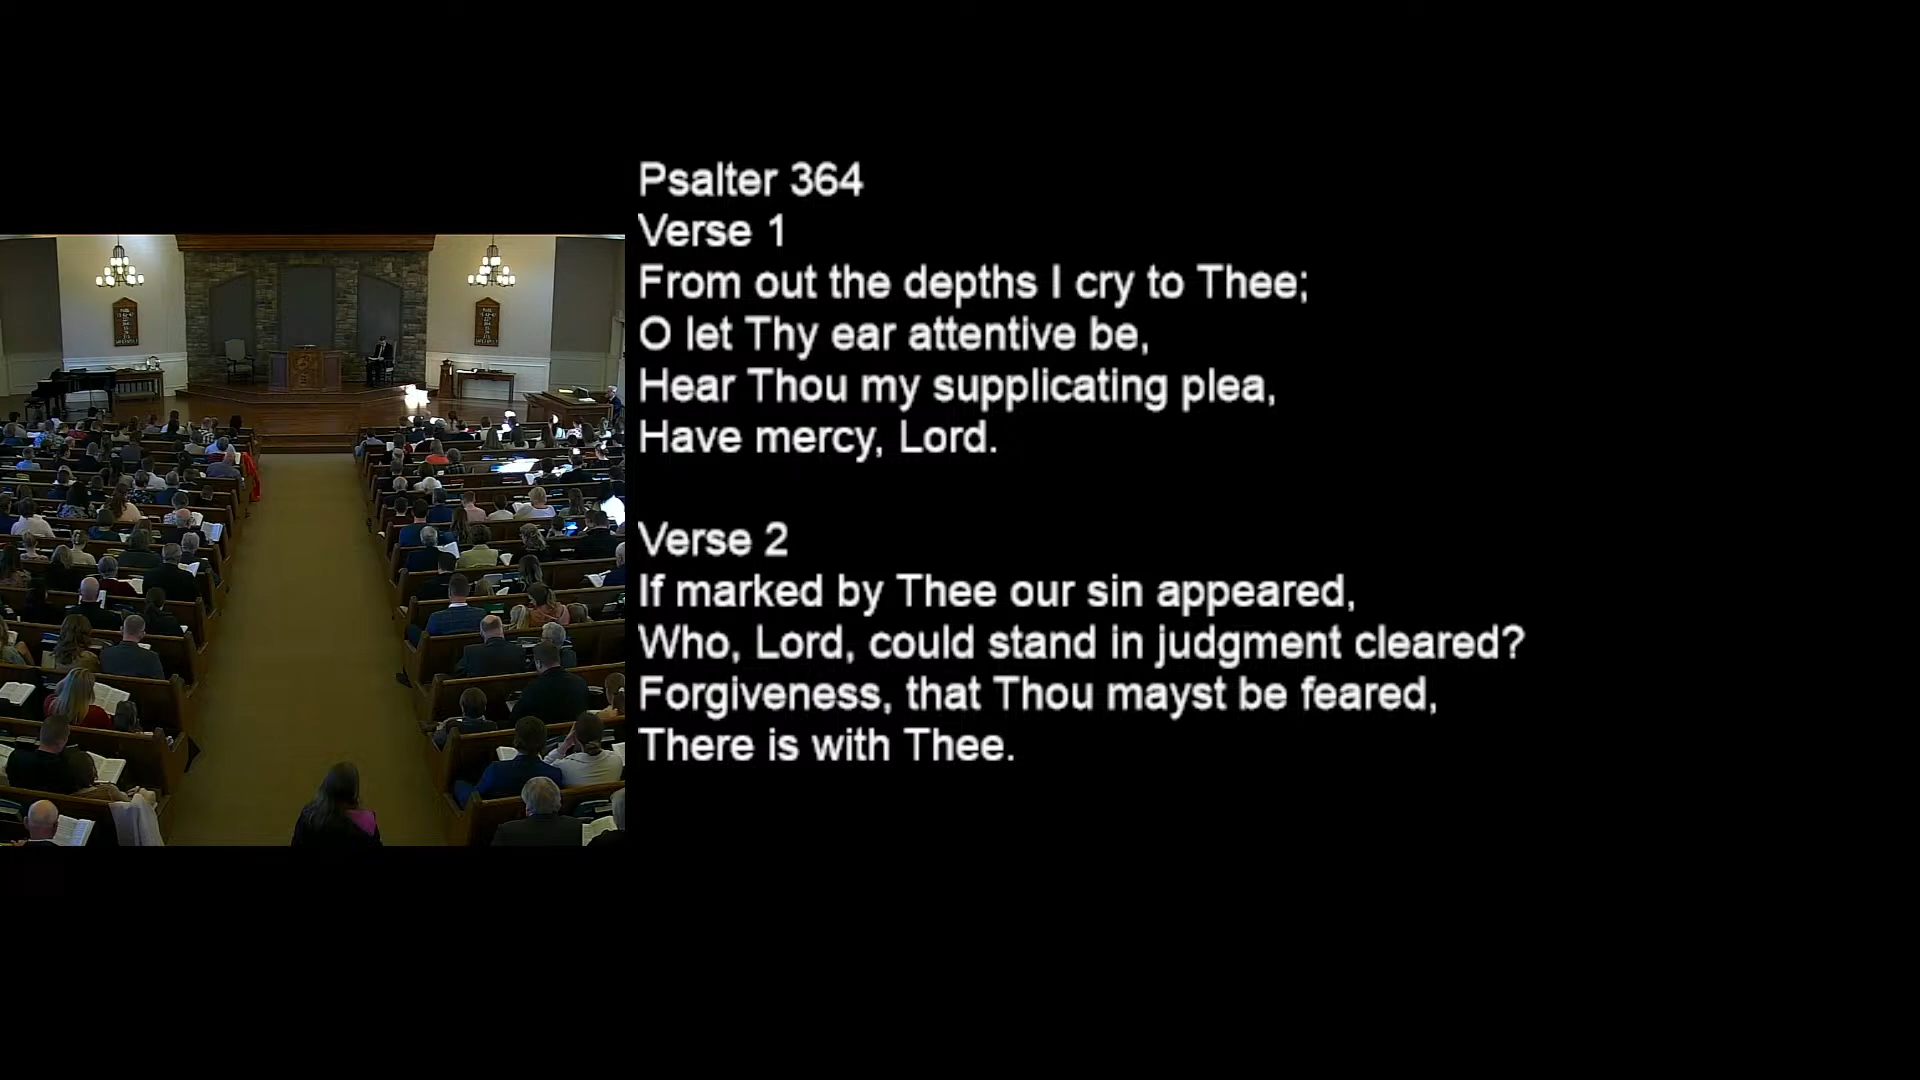 Psalter 364
Verse 1
From out the depths I cry to Thee;
O let Thy ear attentive be,
Hear Thou my supplicating plea,
Have mercy, Lord.
Verse 2
If marked by Thee our sin appeared,
Who, Lord, could stand in judgment cleared?
Forgiveness, that Thou mayst be feared,
There is with Thee.